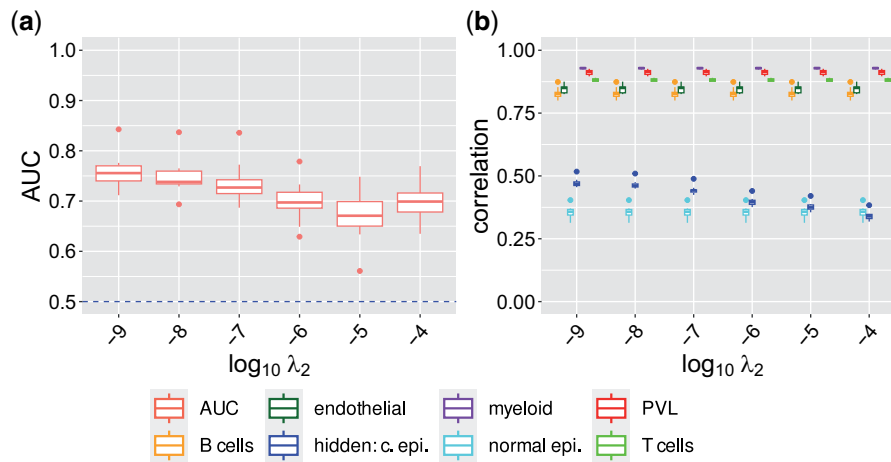 (a)
1.0
0.9
0.8
0.7
0.6
0.5
AUC
-9 -8 -7 -6 -5 -4
log10 λ2
(b)
1.00
0.75
0.50
0.25
0.00
correlation
-9 -8 -7 -6 -5 -4
log10 λ2
AUC endothelial myeloid PVL
B cells hidden: c. epi. normal epi. T cells